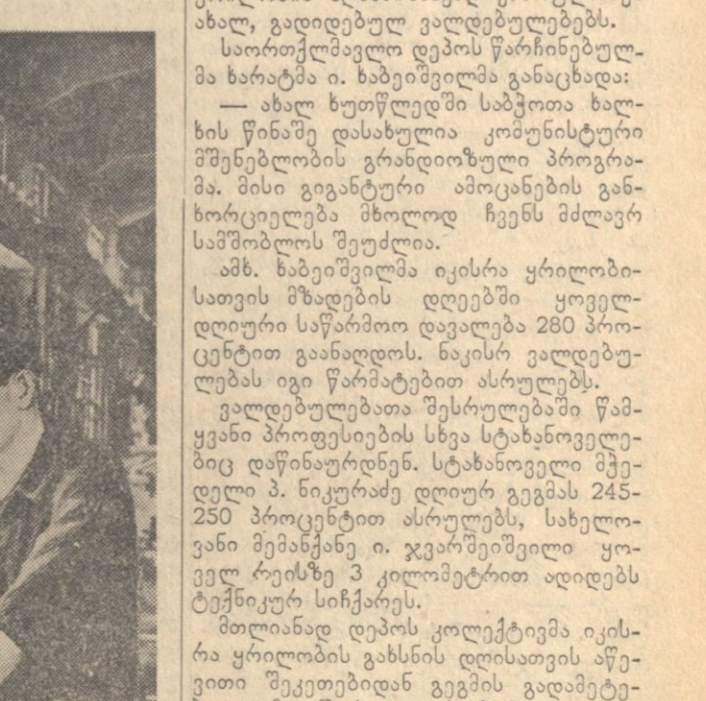 ახალ, გადიდებულ ვალდებულებებს.
საორთქლმავლო დეპოს წარჩინებულ-
მა ხარატმა ი. ხაბეიშვილმა განაცხადა:
— ახალ ხუთწლედში საბჭოთა ხალ-
ხის წინაშე დასახულია კომუნისტური
მშენებლობის გრანდიოზული პროგრა-
მა. მისი გიგანტური ამოცანების გან-
ხორციელება მხოლოდ ჩვენს მძლავრ
სამშობლოს შეუძლია.
ამხ. ხაბეიშვილმა იკისრა ყრილობი-
სათვის მზადების დღეებში ყოველ-
დღიური საწარმოო დავალება 280 პრო-
ცენტით გაანაღდოს. ნაკისრ ვალდებუ-
ლებას იგი წარმატებით ასრულებს.
ვალდებულებათა შესრულებაში წამ-
ყვანი პროფესიების სხვა სტახანოველე-
ბიც დაწინაურდნენ. სტახანოველი მჭე-
დელი პ. ნიკურაძე დღიურ გეგმას 245-
250 პროცენტით ასრულებს, სახელო-
ვანი მემანქანე ი. ჯვარშეიშვილი ყო-
ველ რეისზე 3 კილომეტრით ადიდებს
ტექნიკურ სიჩქარეს.
მთლიანად დეპოს კოლექტივმა იკის-
რა ყრილობის გახსნის დღისათვის აწე-
ვითი შეკეთებიდან გეგმის გადამეტე-